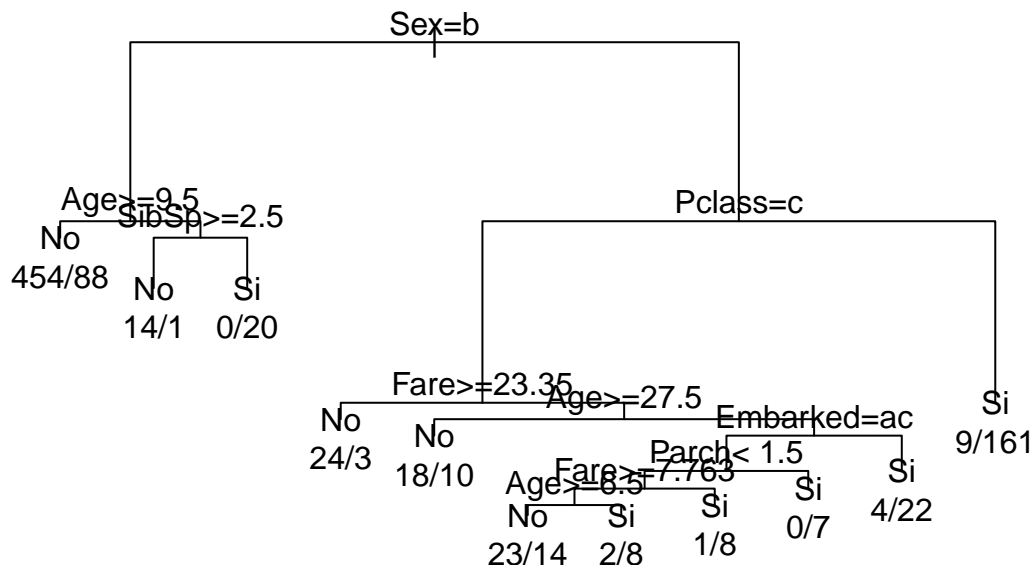 Sex=b
Age>=9.5
SibSp>=2.5
No
454/88
No
14/1
Si
0/20
Pclass=c
Fare>=23.35
No
24/3
Age>=27.5
No
18/10
Embarked=ac
Parch< 1.5
Fare>=7.763
Age>=6.5
No
23/14
Si
2/8
Si
1/8
Si
0/7
Si
4/22
Si
9/161